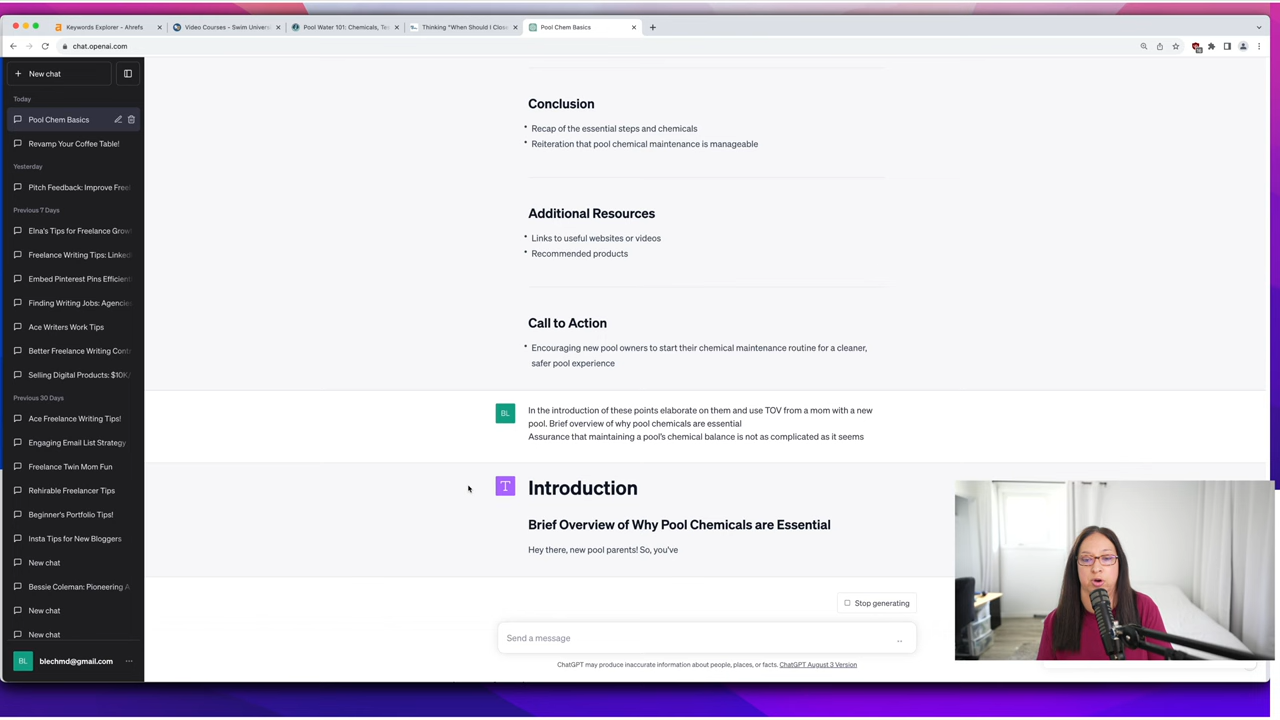 Keywords Explorer - Ahrefs
Video Courses – Swim Univers
Pool Water 101: Chemicals, Te
Thinking "When Should I Close
Pool Chem Basics
chat.openai.com
New chat
Today
Pool Chem Basics
Revamp Your Coffee Table!
Yesterday
Pitch Feedback: Improve Free
Previous 7 Days
Elna's Tips for Freelance Grow
Freelance Writing Tips: Linked
Embed Pinterest Pins Efficient
Finding Writing Jobs: Agencie
Ace Writers Work Tips
Better Freelance Writing Cont
Selling Digital Products: $10K/
Previous 30 Days
Ace Freelance Writing Tips!
Engaging Email List Strategy
Freelance Twin Mom Fun
Rehirable Freelancer Tips
Beginner's Portfolio Tips!
Insta Tips for New Bloggers
New chat
Bessie Coleman: Pioneering A
New chat
New chat
BL blechmd@gmail.com
Conclusion
• Recap of the essential steps and chemicals
• Reiteration that pool chemical maintenance is manageable
Additional Resources
• Links to useful websites or videos
• Recommended products
Call to Action
• Encouraging new pool owners to start their chemical maintenance routine for a cleaner,
safer pool experience
BL
In the introduction of these points elaborate on them and use TOV from a mom with a new
pool. Brief overview of why pool chemicals are essential
Assurance that maintaining a pool's chemical balance is not as complicated as it seems
T
Introduction
Brief Overview of Why Pool Chemicals are Essential
Hey there, new pool parents! So, you've
Stop generating
Send a message
ChatGPT may produce inaccurate information about people, places, or facts. ChatGPT August 3 Version